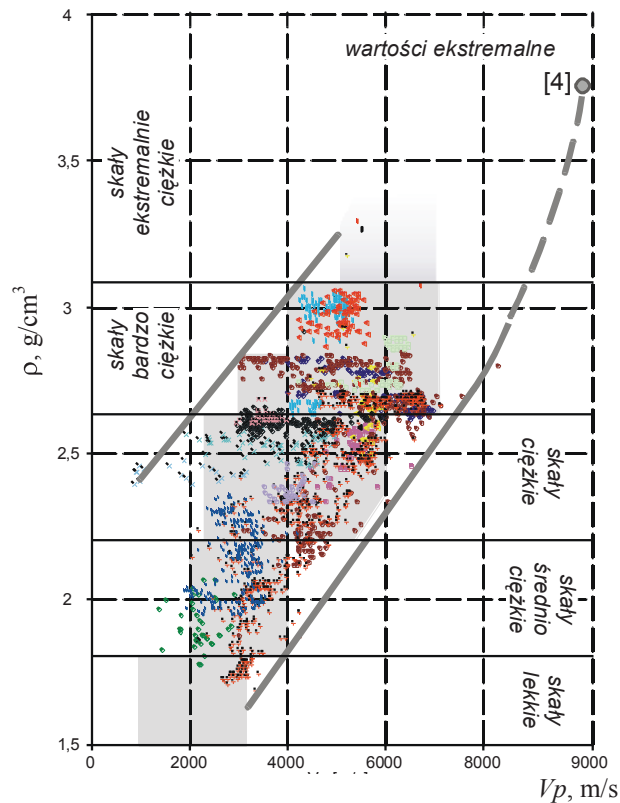 4
wartości ekstremalne
[4]
skały
ekstremalnie
ciężkie
3,5
3
skały
bardzo
ciężkie
ρ, g/cm³
2,5
skały
ciężkie
2
skały
średnio
ciężkie
skały
lekkie
1,5
0 2000 4000 6000 8000 9000
Vp, m/s